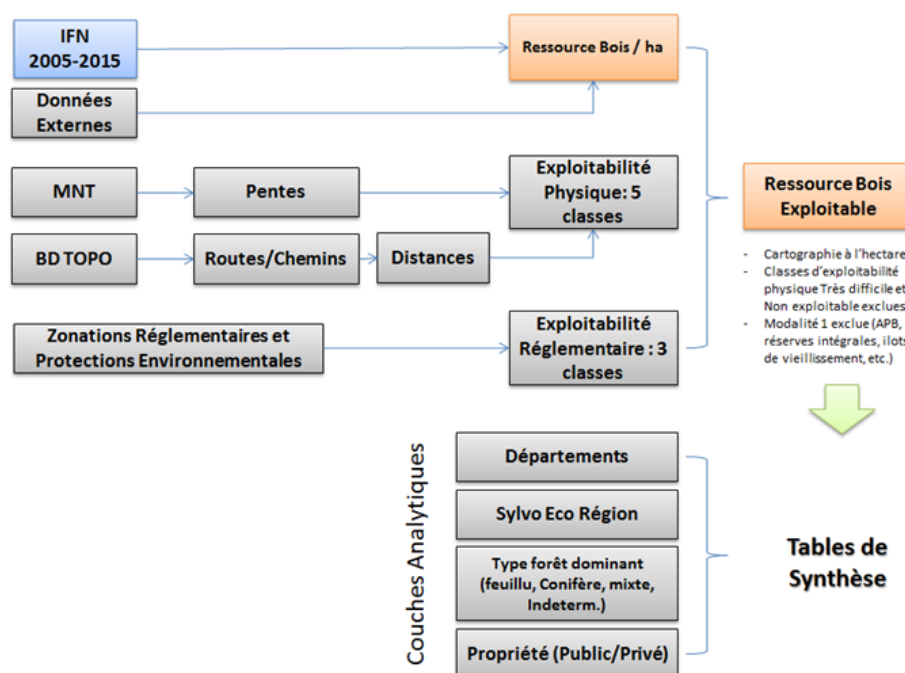 IFN
2005-2015
Ressource Bois / ha
Données
Externes
MNT
Pentes
Exploitabilité
Physique: 5
classes
Ressource Bois
Exploitable
BD TOPO
Routes/Chemins
Distances
- Cartographie à l'hectare
- Classes d'exploitabilité
physique Très difficile et
Non exploitable exclues
- Modalité 1 exclue (APB,
réserves intégrales, ilots
de vieillissement, etc.)
Zonations Réglementaires et
Protections Environnementales
Exploitabilité
Réglementaire : 3
classes
Couches Analytiques
Départements
Sylvo Eco Région
Type forêt dominant
(feuillu, Conifère, mixte,
Indeterm.)
Propriété (Public/Privé)
Tables de
Synthèse